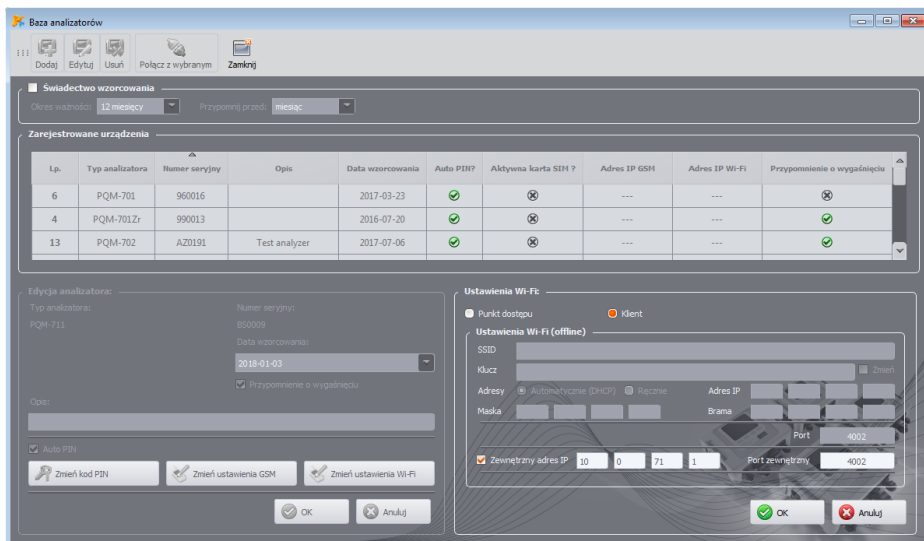 Baza analizatorów
Dodaj Edytuj Usuń Połącz z wybranym Zamknij
Świadectwo wzorcowania
Okres ważności: 12 miesięcy Przypomnij przed: miesiąc
Zarejestrowane urządzenia
Lp. Typ analizatora Numer seryjny Opis Data wzorcowania Auto PIN? Aktywna karta SIM ? Adres IP GSM Adres IP Wi-Fi Przypomnienie o wygaśnięciu
6 PQM-701 960016 2017-03-23 --- ---
4 PQM-701Zr 990013 2016-07-20 --- ---
13 PQM-702 AZ0191 Test analyzer 2017-07-06 --- ---
Edycja analizatora:
Typ analizatora: Numer seryjny:
PQM-711 BS0009
Data wzorcowania:
2018-01-03
Przypomnienie o wygaśnięciu
Opis:
Auto PIN
Zmień kod PIN Zmień ustawienia GSM Zmień ustawienia Wi-Fi
OK Anuluj
Ustawienia Wi-Fi:
Punkt dostępu Klient
Ustawienia Wi-Fi (offline)
SSID
Klucz Zmień
Adresy Automatycznie (DHCP) Ręcznie Adres IP
Maska Brama
Port 4002
Zewnętrzny adres IP 10 0 71 1 Port zewnętrzny 4002
OK Anuluj